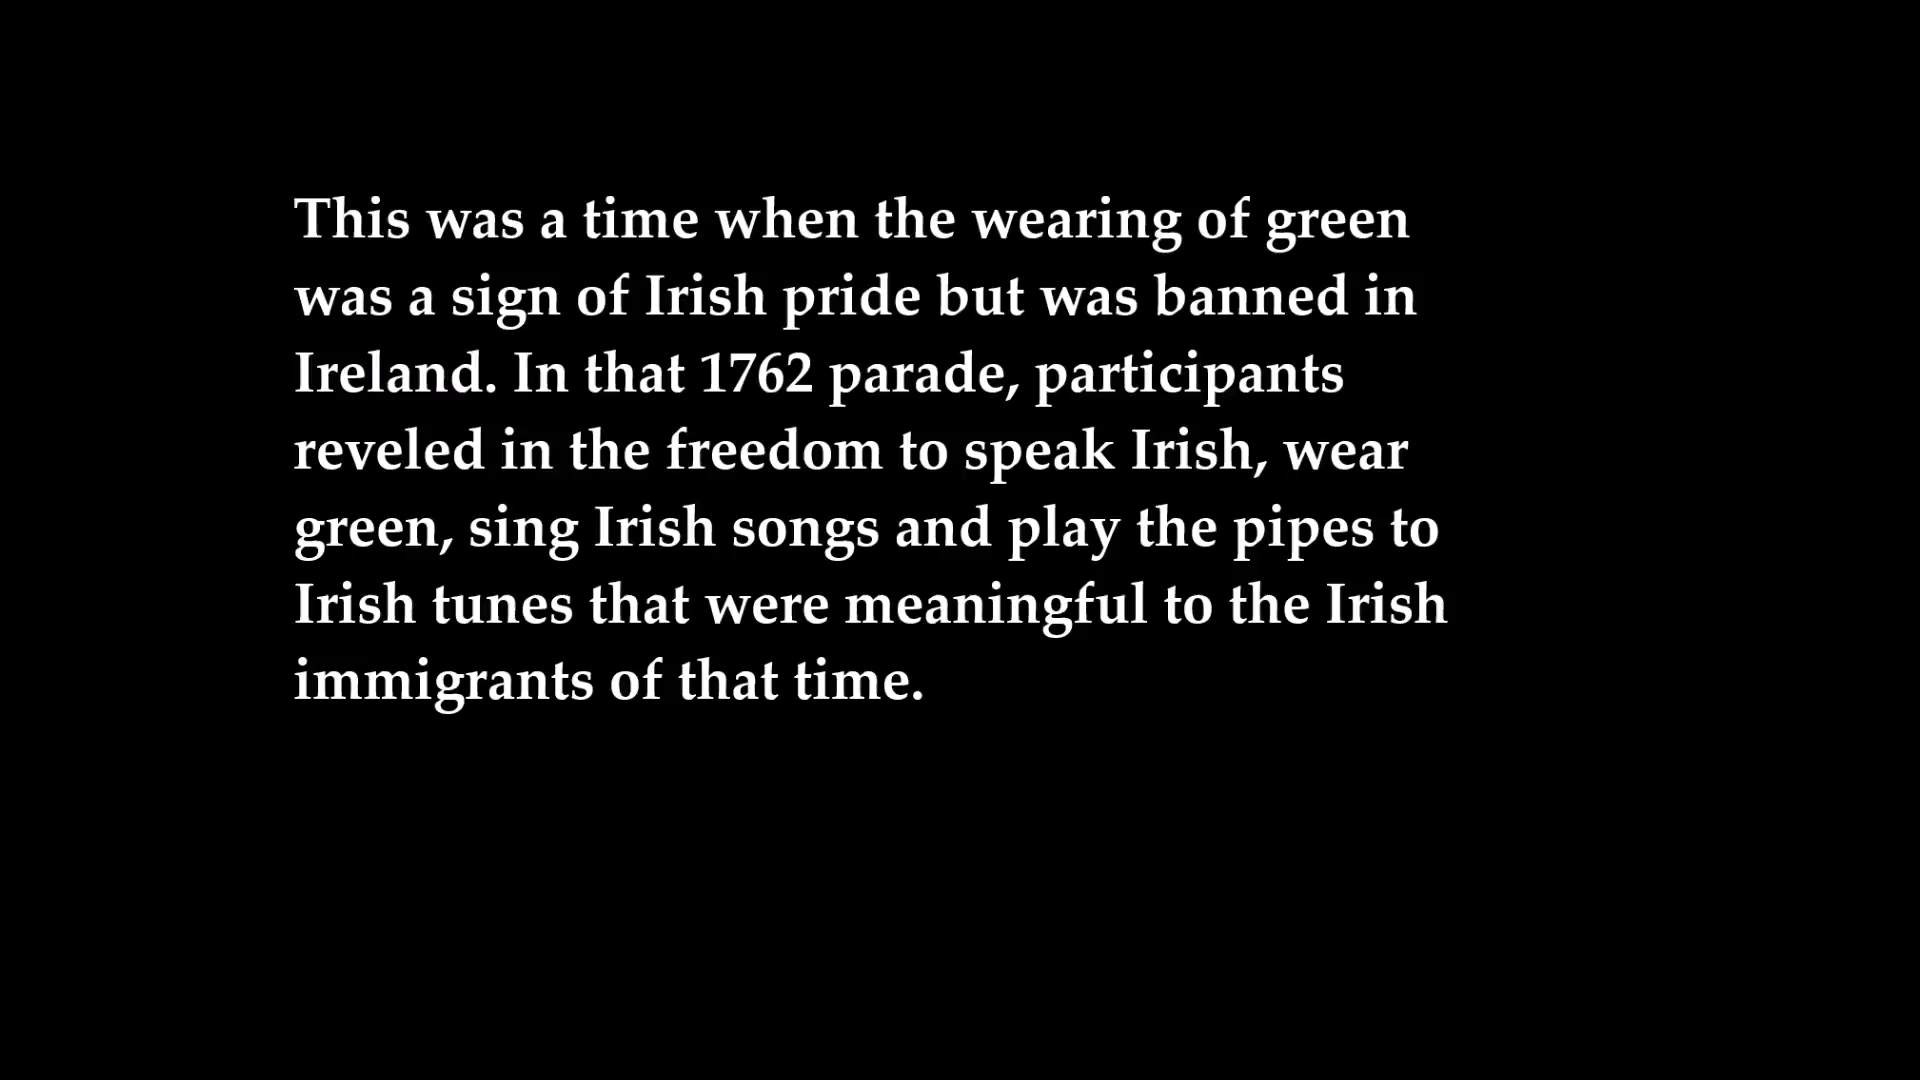 This was a time when the wearing of green
was a sign of Irish pride but was banned in
Ireland. In that 1762 parade, participants
reveled in the freedom to speak Irish, wear
green, sing Irish songs and play the pipes to
Irish tunes that were meaningful to the Irish
immigrants of that time.